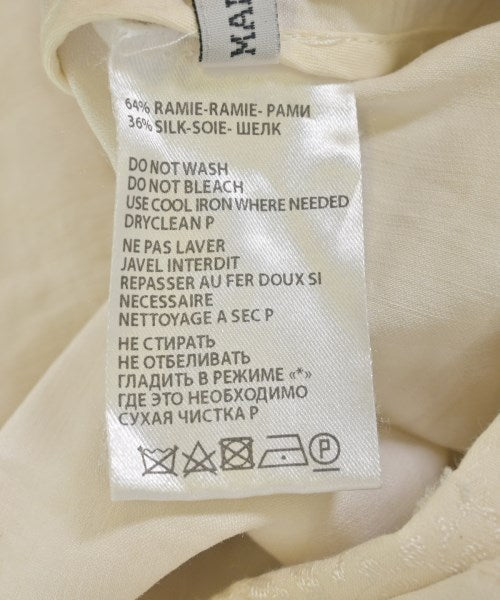 MAI
64% RAMIE-RAMIE- РАМИ
36% SILK-SOIE- ШЕЛК
DO NOT WASH
DO NOT BLEACH
USE COOL IRON WHERE NEEDED
DRYCLEAN P
NE PAS LAVER
JAVEL INTERDIT
REPASSER AU FER DOUX SI
NECESSAIRE
NETTOYAGE A SEC P
НЕ СТИРАТЬ
НЕ ОТБЕЛИВАТЬ
ГЛАДИТЬ В РЕЖИМЕ «*»
ГДЕ ЭТО НЕОБХОДИМО
СУХАЯ ЧИСТКА Р
P